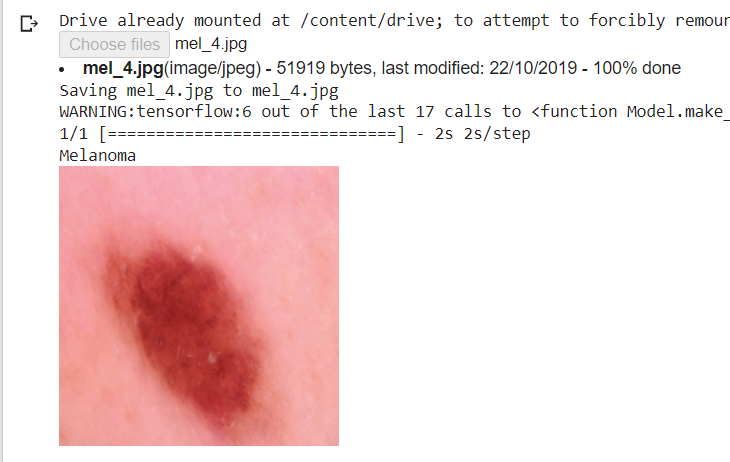 Drive already mounted at /content/drive; to attempt to forcibly remour
Choose files mel_4.jpg
• mel_4.jpg(image/jpeg) - 51919 bytes, last modified: 22/10/2019 - 100% done
Saving mel_4.jpg to mel_4.jpg
WARNING:tensorflow:6 out of the last 17 calls to <function Model.make_
1/1 [==============================] - 2s 2s/step
Melanoma